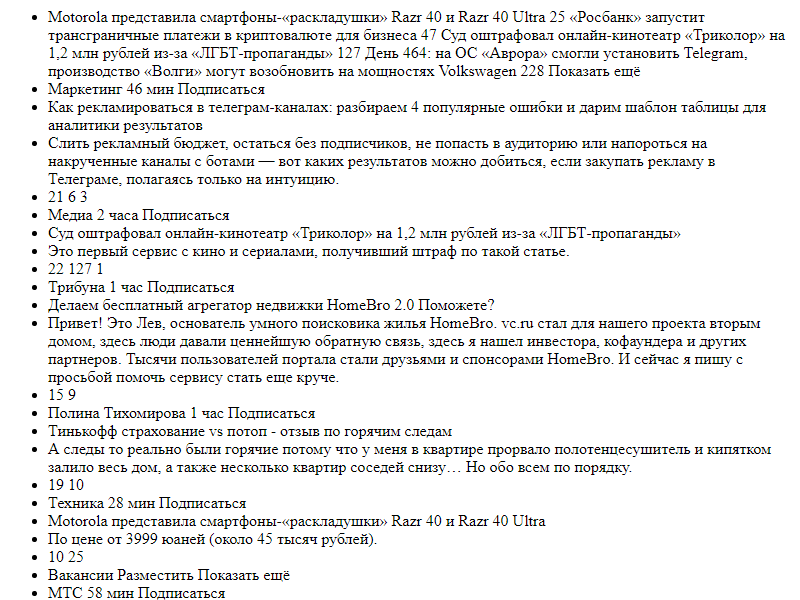 Motorola представила смартфоны-«раскладушки» Razr 40 и Razr 40 Ultra 25 «Росбанк» запустит
трансграничные платежи в криптовалюте для бизнеса 47 Суд оштрафовал онлайн-кинотеатр «Триколор» на
1,2 млн рублей из-за «ЛГБТ-пропаганды» 127 День 464: на ОС «Аврора» смогли установить Telegram,
производство «Волги» могут возобновить на мощностях Volkswagen 228 Показать ещё
Маркетинг 46 мин Подписаться
Как рекламироваться в телеграм-каналах: разбираем 4 популярные ошибки и дарим шаблон таблицы для
аналитики результатов
Слить рекламный бюджет, остаться без подписчиков, не попасть в аудиторию или напороться на
накрученные каналы с ботами — вот каких результатов можно добиться, если закупать рекламу в
Телеграме, полагаясь только на интуицию.
21 6 3
Медиа 2 часа Подписаться
Суд оштрафовал онлайн-кинотеатр «Триколор» на 1,2 млн рублей из-за «ЛГБТ-пропаганды»
Это первый сервис с кино и сериалами, получивший штраф по такой статье.
22 127 1
Трибуна 1 час Подписаться
Делаем бесплатный агрегатор недвижки HomeBro 2.0 Поможете?
Привет! Это Лев, основатель умного поисковика жилья HomeBro. vc.ru стал для нашего проекта вторым
домом, здесь люди давали ценнейшую обратную связь, здесь я нашел инвестора, кофаундера и других
партнеров. Тысячи пользователей портала стали друзьями и спонсорами HomeBro. И сейчас я пишу с
просьбой помочь сервису стать еще круче.
15 9
Полина Тихомирова 1 час Подписаться
Тинькофф страхование vs потоп - отзыв по горячим следам
А следы то реально были горячие потому что у меня в квартире прорвало полотенцесушитель и кипятком
залило весь дом, а также несколько квартир соседей снизу… Но обо всем по порядку.
19 10
Техника 28 мин Подписаться
Motorola представила смартфоны-«раскладушки» Razr 40 и Razr 40 Ultra
По цене от 3999 юаней (около 45 тысяч рублей).
10 25
Вакансии Разместить Показать ещё
МТС 58 мин Подписаться